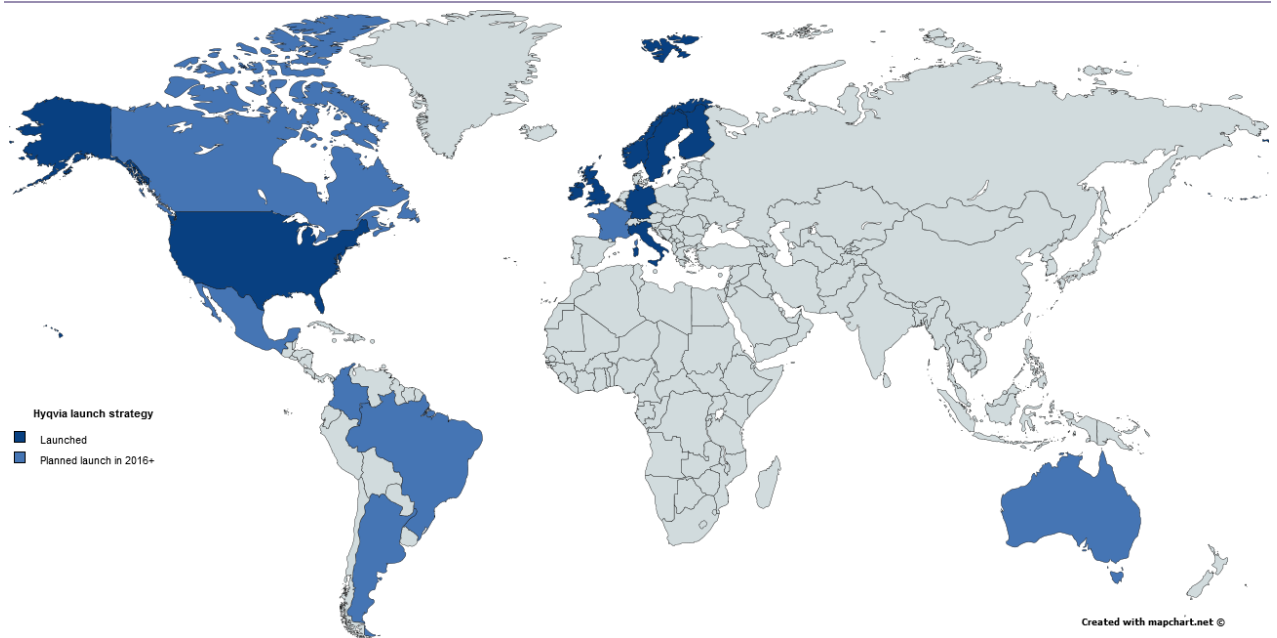 Hyqvia launch strategy
Launched
Planned launch in 2016+
Created with mapchart.net ©